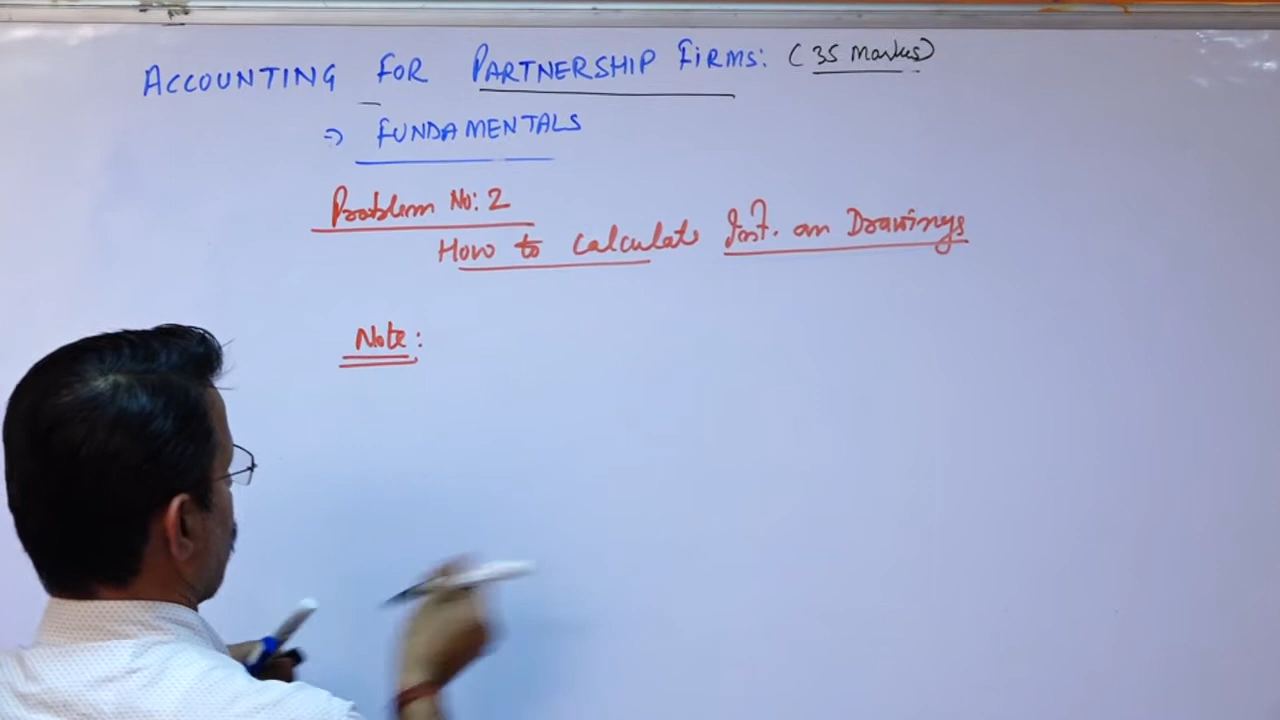 ACCOUNTING FOR PARTNERSHIP FIRMS: (35 Marks)
⇒ FUNDAMENTALS
Problem No: 2
How to Calculate Int. on Drawings
Note: